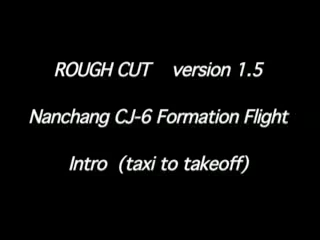 ROUGH CUT version 1.5
Nanchang CJ-6 Formation Flight
Intro (taxi to takeoff)